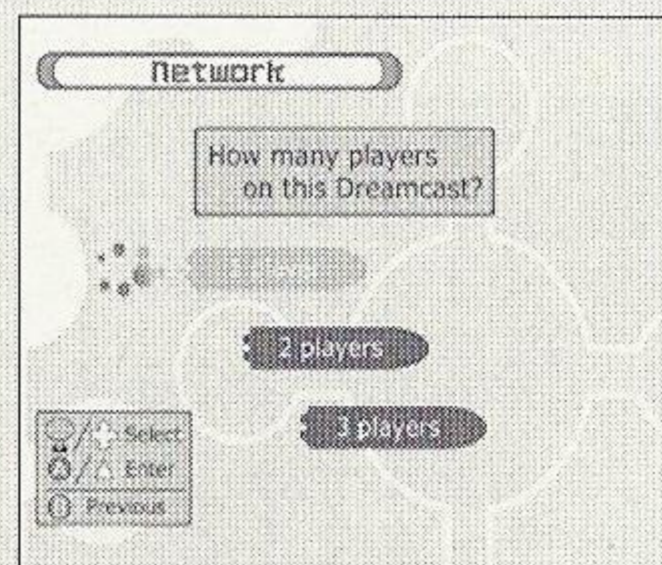 Network
How many players
on this Dreamcast?
2 players
3 players
Select
Enter
Previous